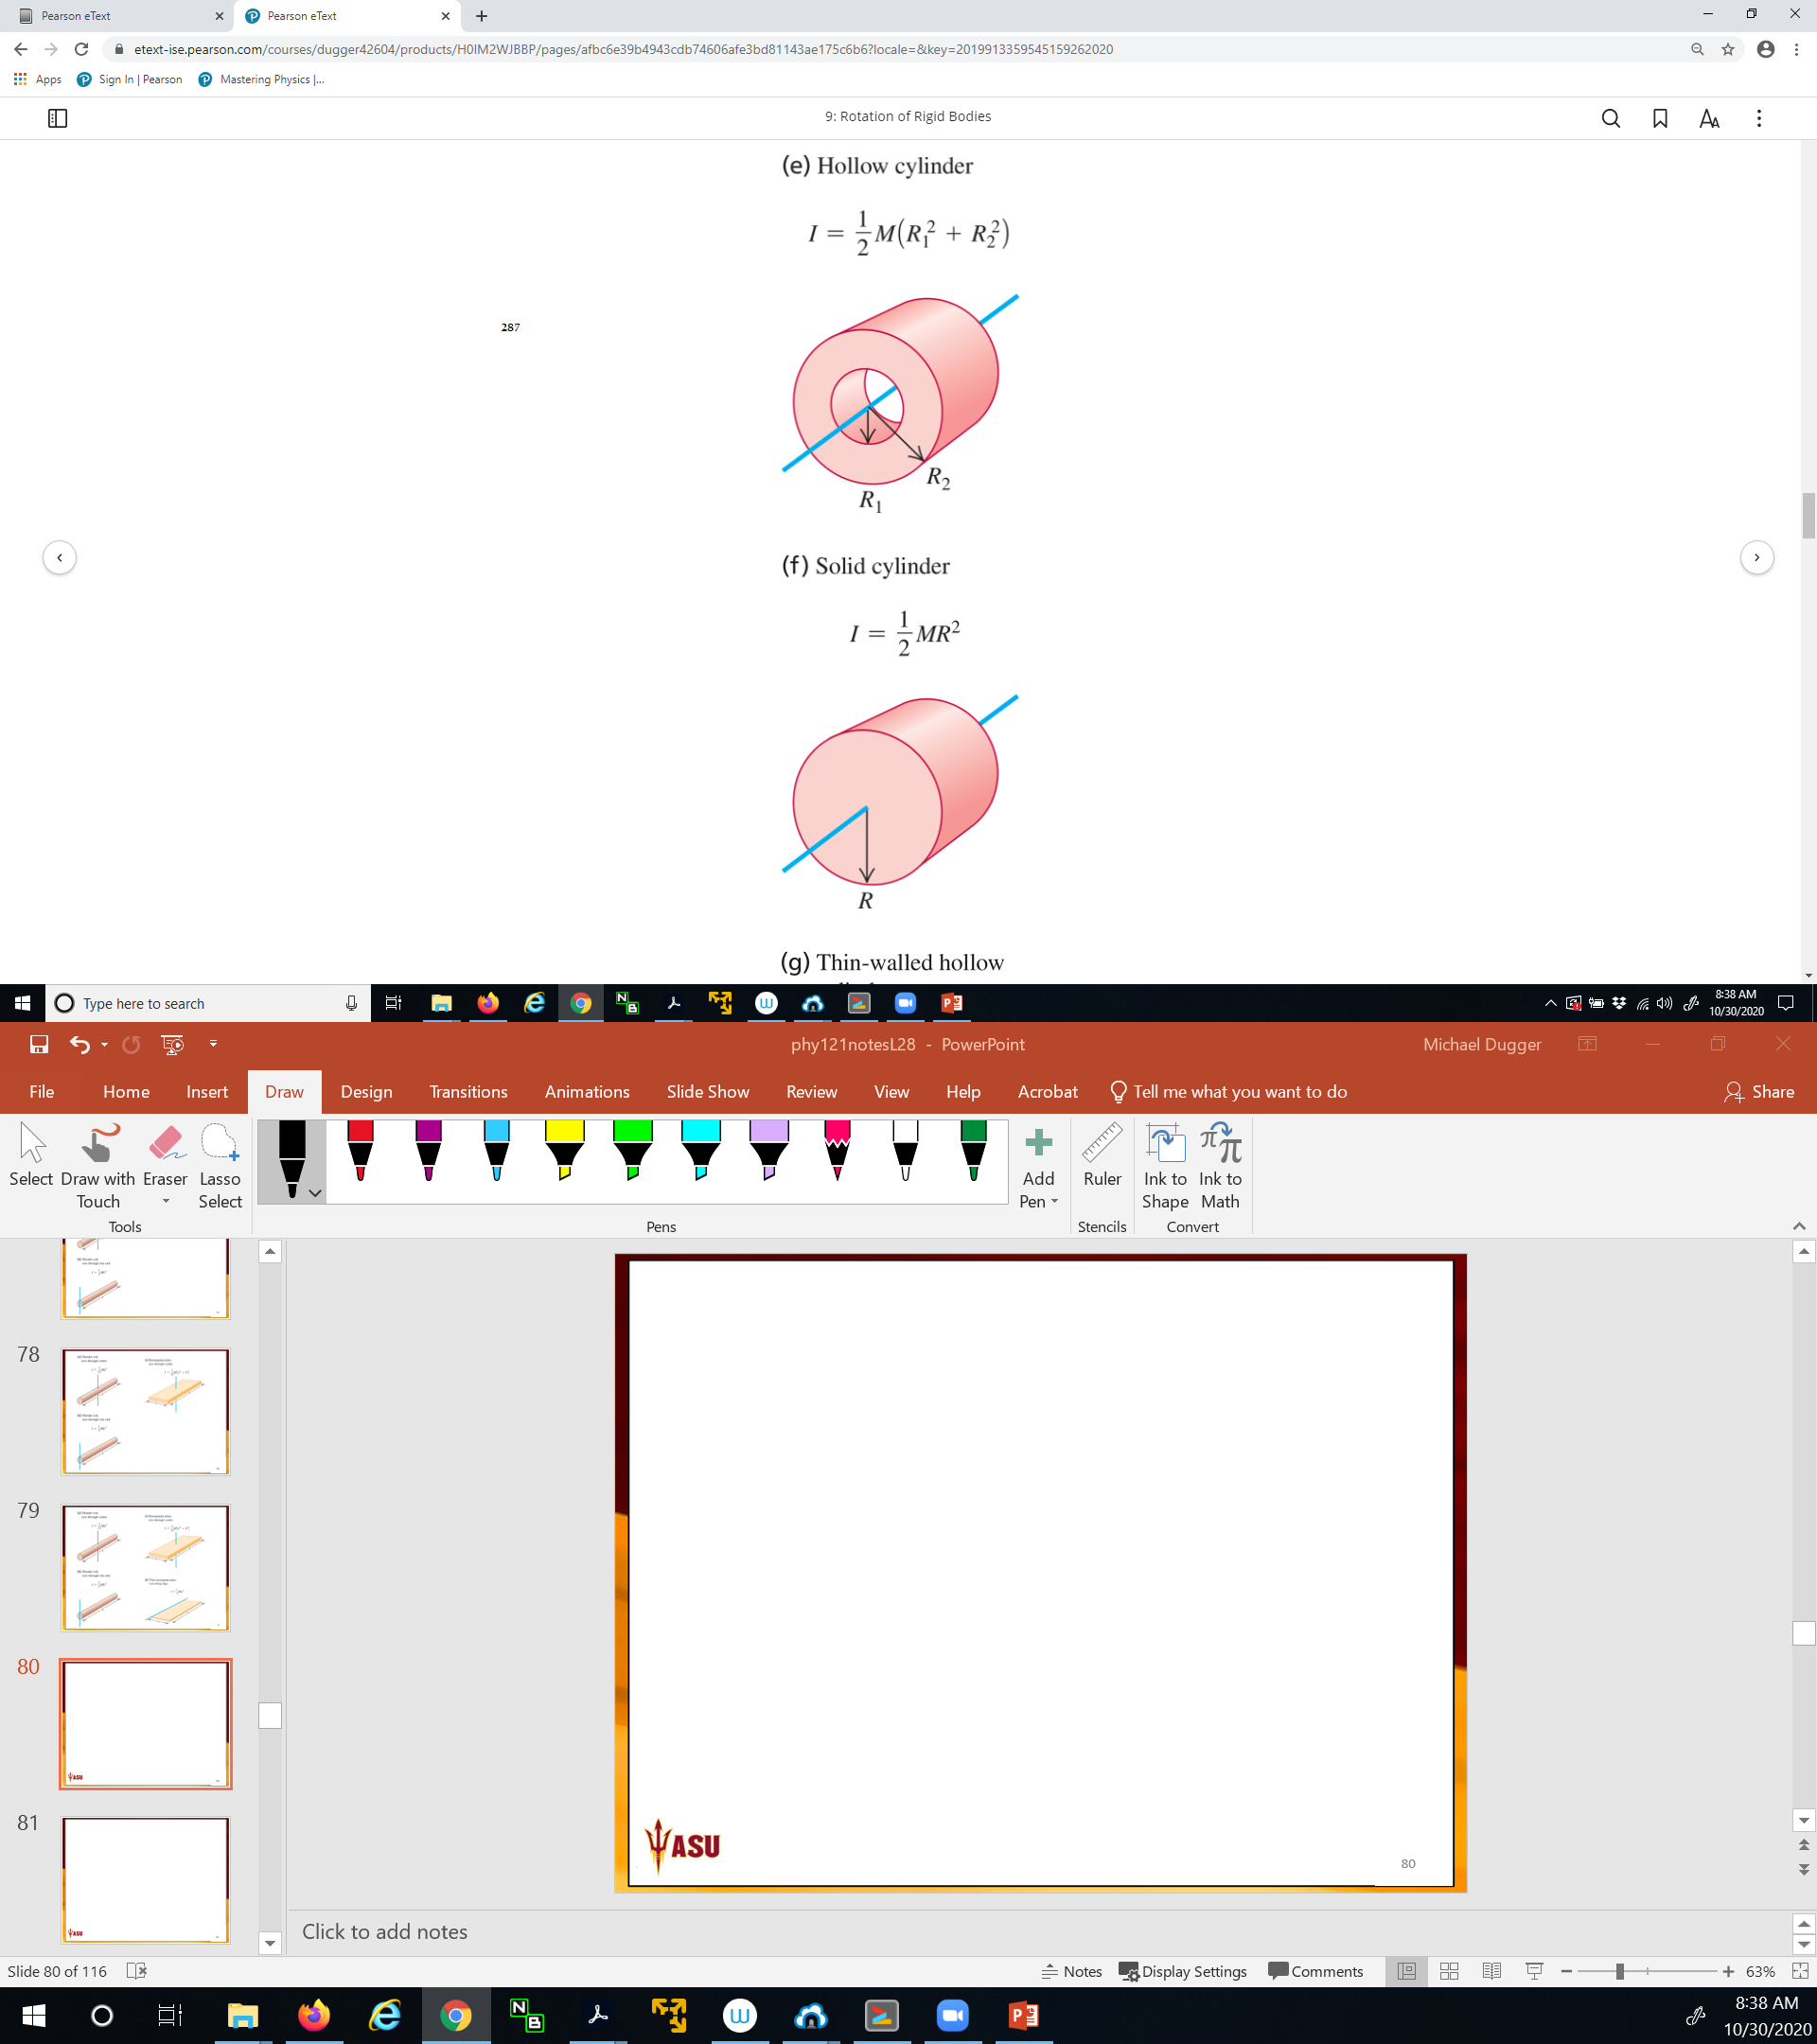 Pearson eText
Pearson eText
etext-ise.pearson.com/courses/dugger42604/products/H0IM2WJBBP/pages/afbc6e39b4943cdb74606afe3bd81143ae175c6b6?locale=&key=2019913359545159262020
Apps Sign In | Pearson Mastering Physics |...
9: Rotation of Rigid Bodies
(e) Hollow cylinder
I = 1/2 M(R₁² + R₂²)
287
R₂
R₁
(f) Solid cylinder
I = 1/2 MR²
R
(g) Thin-walled hollow
Type here to search
8:38 AM
10/30/2020
phy121notesL28 - PowerPoint
Michael Dugger
File Home Insert Draw Design Transitions Animations Slide Show Review View Help Acrobat Tell me what you want to do Share
Select Draw with Touch Eraser Lasso Select Add Pen Ruler Ink to Shape Ink to Math
Tools Pens Stencils Convert
78
79
80
81
ASU
80
Click to add notes
Slide 80 of 116 Notes Display Settings Comments 63%
8:38 AM
10/30/2020